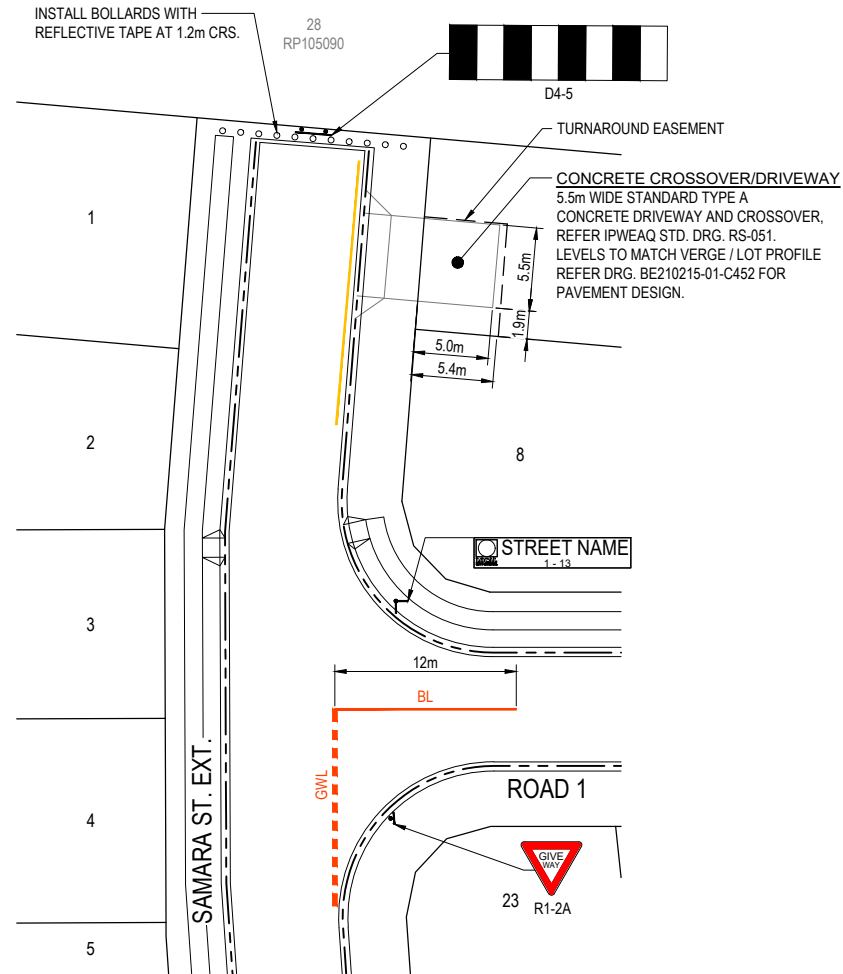 INSTALL BOLLARDS WITH
REFLECTIVE TAPE AT 1.2m CRS.
28
RP105090
D4-5
TURNAROUND EASEMENT
CONCRETE CROSSOVER/DRIVEWAY
5.5m WIDE STANDARD TYPE A
CONCRETE DRIVEWAY AND CROSSOVER,
REFER IPWEAQ STD. DRG. RS-051.
LEVELS TO MATCH VERGE / LOT PROFILE
REFER DRG. BE210215-01-C452 FOR
PAVEMENT DESIGN.
1
5.5m
1.9m
5.0m
5.4m
2
8
STREET NAME
1 - 13
3
12m
BL
GWL
SAMARA ST. EXT.
ROAD 1
4
GIVE
WAY
23
R1-2A
5